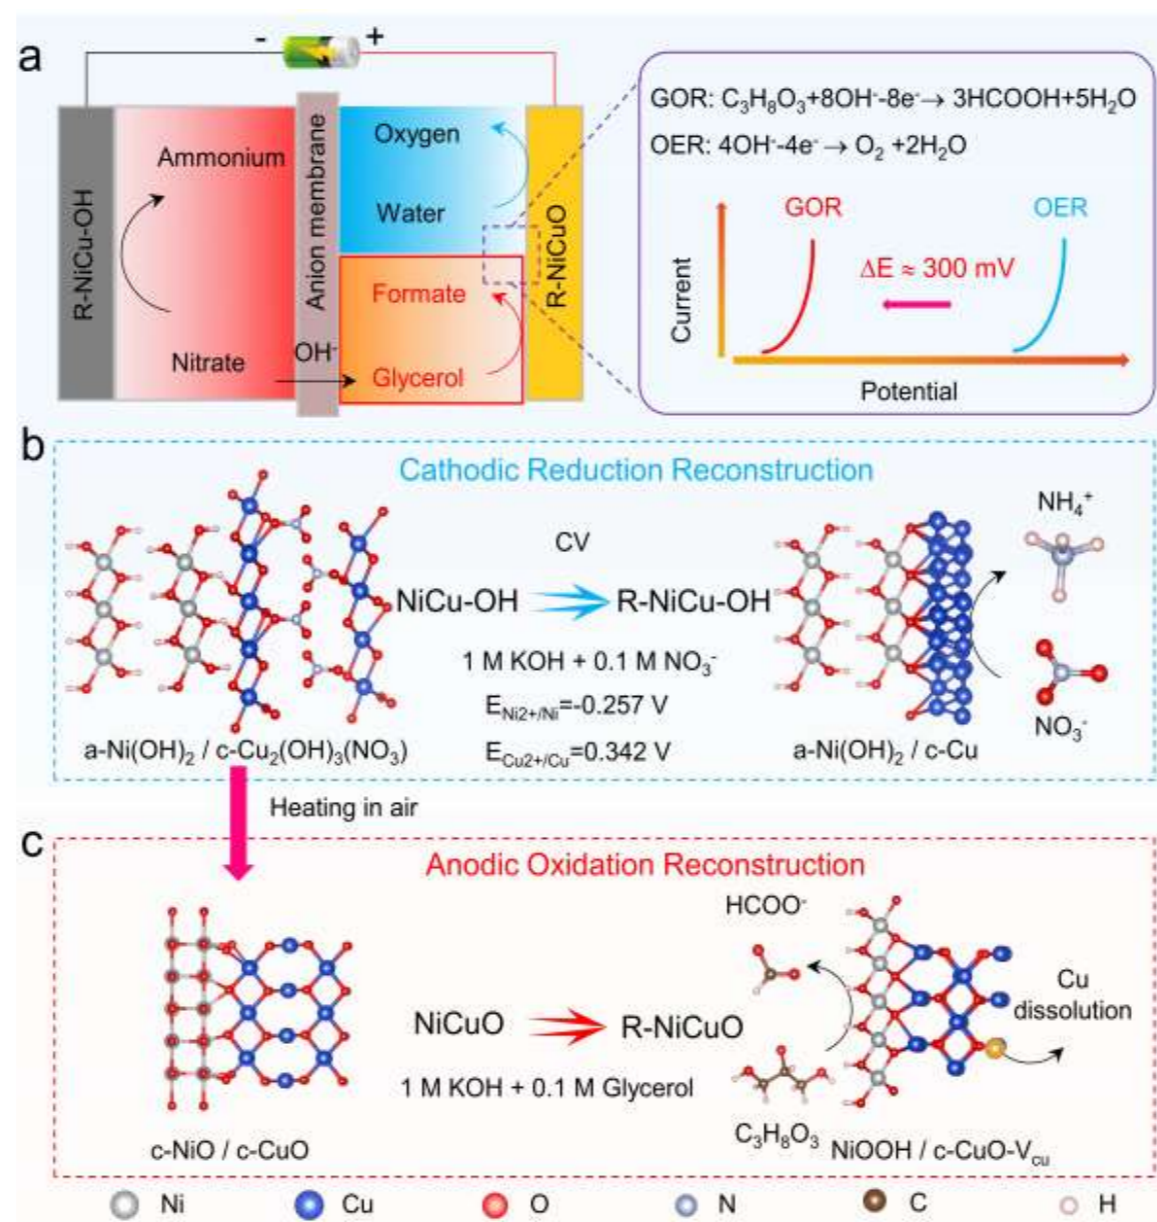 a
- +
R-NiCu-OH
Ammonium
Nitrate
Anion membrane
OH⁻
Oxygen
Water
Formate
Glycerol
R-NiCuO
GOR: C₃H₈O₃+8OH⁻-8e⁻→ 3HCOOH+5H₂O
OER: 4OH⁻-4e⁻ → O₂ +2H₂O
GOR OER
ΔE ≈ 300 mV
Current
Potential
b
Cathodic Reduction Reconstruction
CV
NiCu-OH R-NiCu-OH
1 M KOH + 0.1 M NO₃⁻
E_Ni2+/Ni=-0.257 V
E_Cu2+/Cu=0.342 V
a-Ni(OH)₂ / c-Cu₂(OH)₃(NO₃)
a-Ni(OH)₂ / c-Cu
NH₄⁺
NO₃⁻
Heating in air
c
Anodic Oxidation Reconstruction
NiCuO R-NiCuO
1 M KOH + 0.1 M Glycerol
c-NiO / c-CuO
HCOO⁻
C₃H₈O₃
Cu
dissolution
NiOOH / c-CuO-V_cu
Ni Cu O N C H